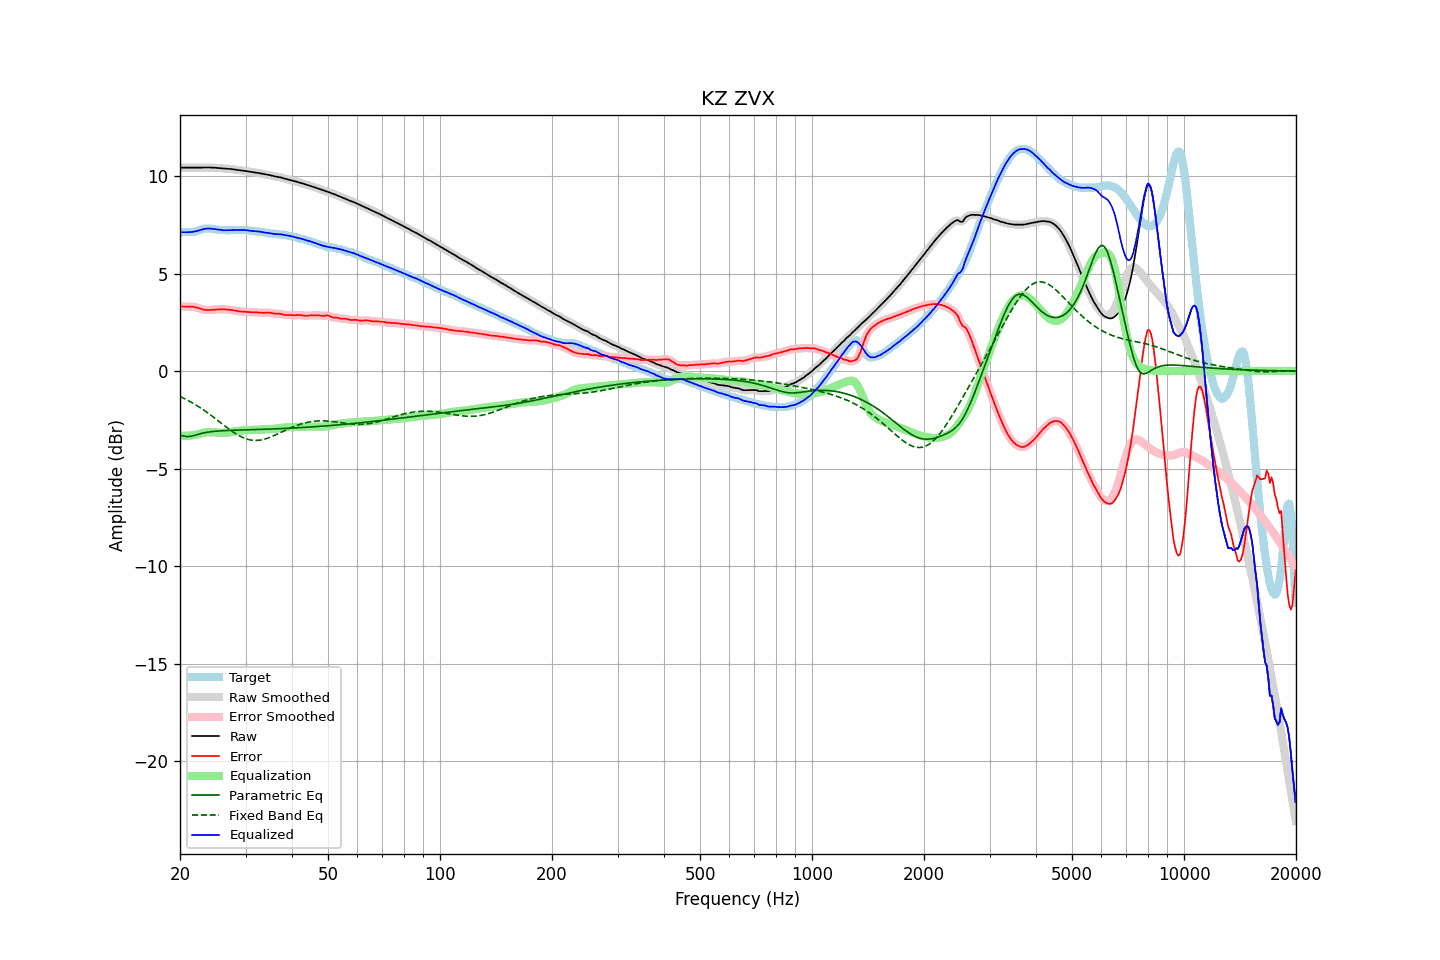 KZ ZVX
10
5
0
−5
−10
−15
−20
Amplitude (dBr)
Target
Raw Smoothed
Error Smoothed
Raw
Error
Equalization
Parametric Eq
Fixed Band Eq
Equalized
20 50 100 200 500 1000 2000 5000 10000 20000
Frequency (Hz)